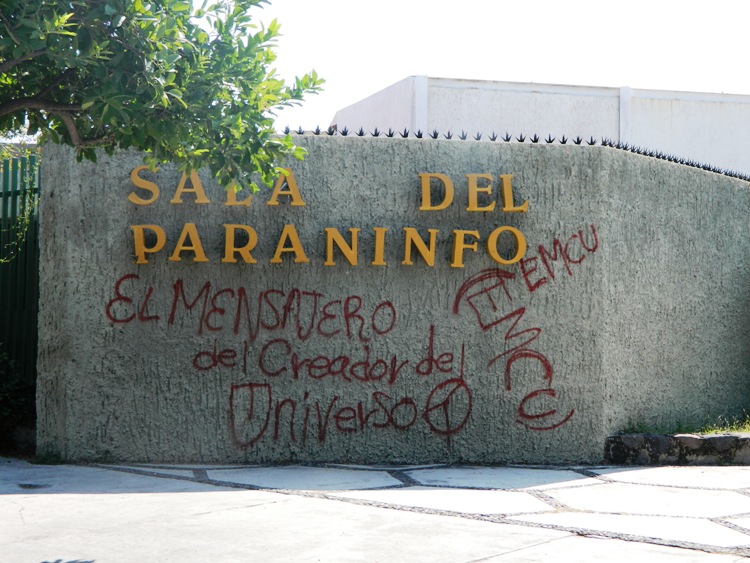 SALA DEL
PARANINFO
EL MENSAJERO
del Creador del
Universo
EMCU
EMCU